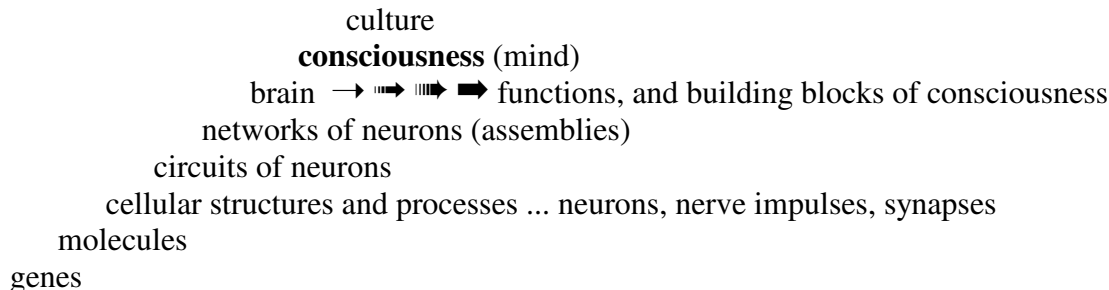 culture
consciousness (mind)
brain → ➟ ➠ ➡ functions, and building blocks of consciousness
networks of neurons (assemblies)
circuits of neurons
cellular structures and processes ... neurons, nerve impulses, synapses
molecules
genes